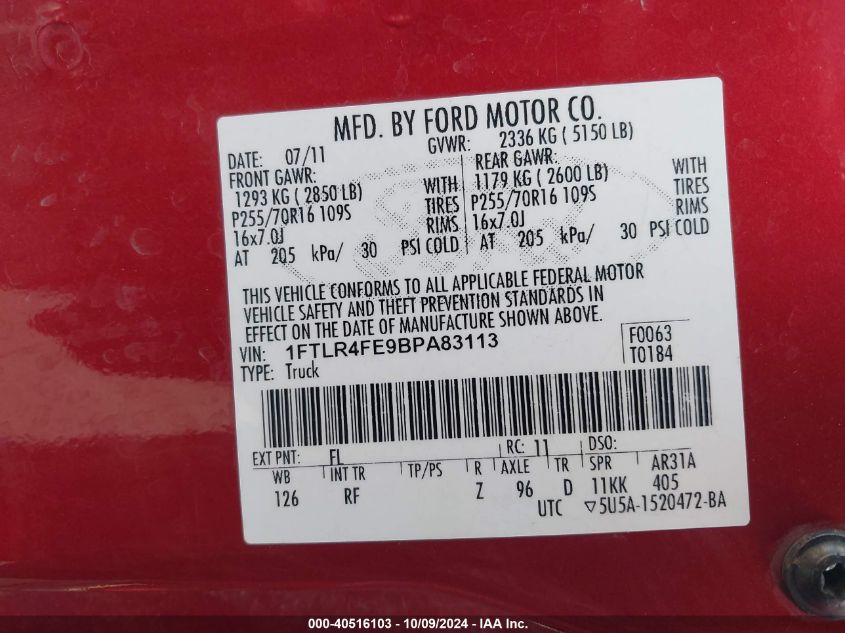 MFD. BY FORD MOTOR CO.
DATE: 07/11 GVWR: 2336 KG ( 5150 LB)
FRONT GAWR: REAR GAWR:
1293 KG ( 2850 LB) WITH 1179 KG ( 2600 LB) WITH
P255/70R16 109S TIRES P255/70R16 109S TIRES
16x7.0J RIMS 16x7.0J RIMS
AT 205 kPa/ 30 PSI COLD AT 205 kPa/ 30 PSI COLD
THIS VEHICLE CONFORMS TO ALL APPLICABLE FEDERAL MOTOR
VEHICLE SAFETY AND THEFT PREVENTION STANDARDS IN
EFFECT ON THE DATE OF MANUFACTURE SHOWN ABOVE.
VIN: 1FTLR4FE9BPA83113 F0063
TYPE: Truck T0184
EXT PNT: FL RC: 11 DSO:
WB INT TR TP/PS R AXLE TR SPR AR31A
126 RF Z 96 D 11KK 405
UTC ▽5U5A-1520472-BA
000-40516103 - 10/09/2024 - IAA Inc.